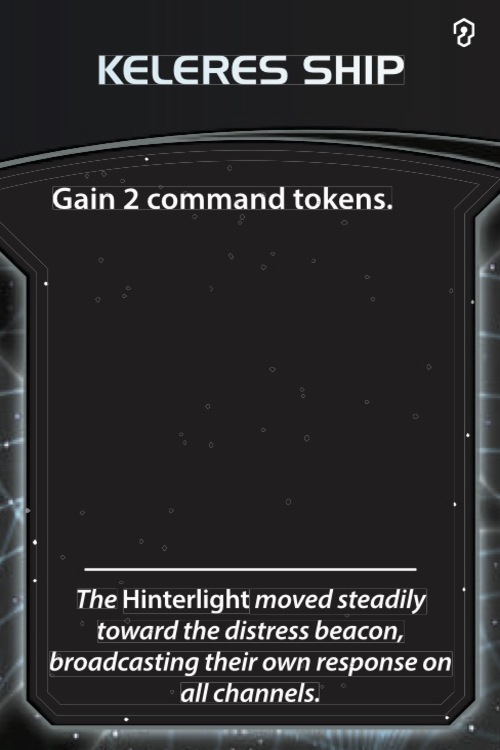 KELERES SHIP
Gain 2 command tokens.
The Hinterlight moved steadily
toward the distress beacon,
broadcasting their own response on
all channels.